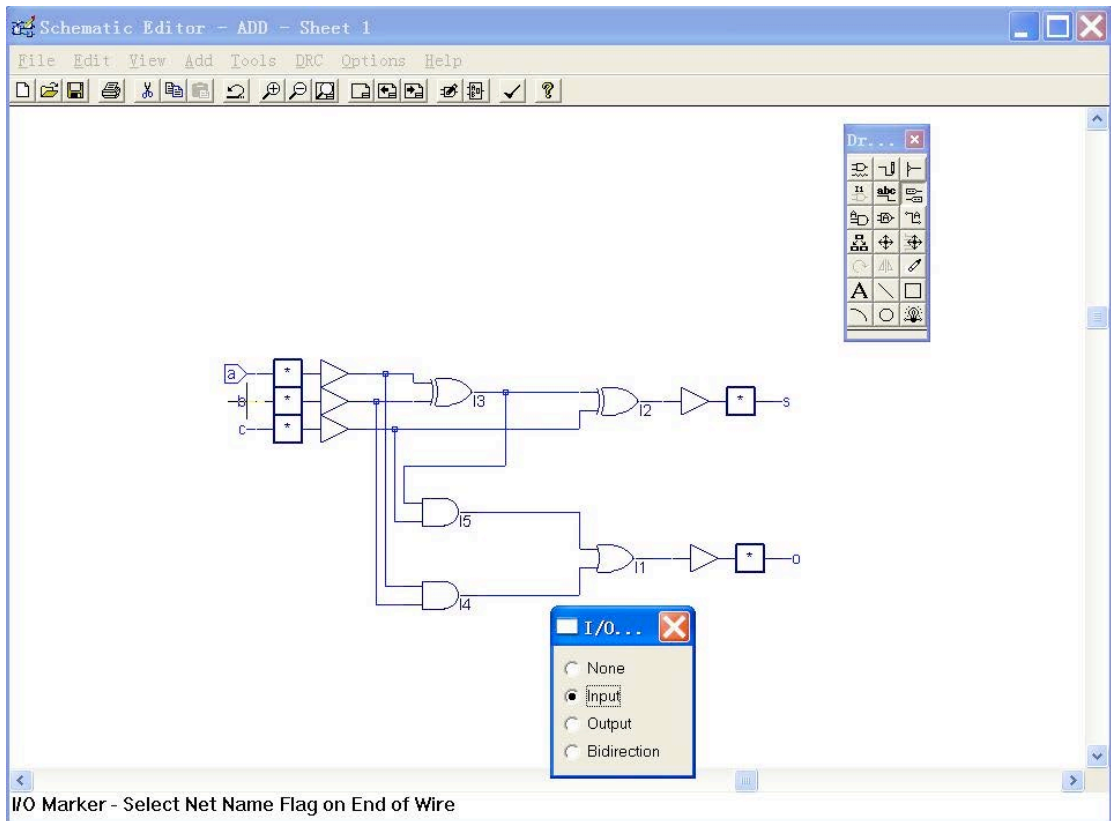 Schematic Editor - ADD - Sheet 1
File Edit View Add Tools DRC Options Help
Dr...
I1
abc
A
a
*
b
*
c
*
I3
I2
*
s
I5
I1
*
o
I4
I/O...
None
Input
Output
Bidirection
I/O Marker - Select Net Name Flag on End of Wire